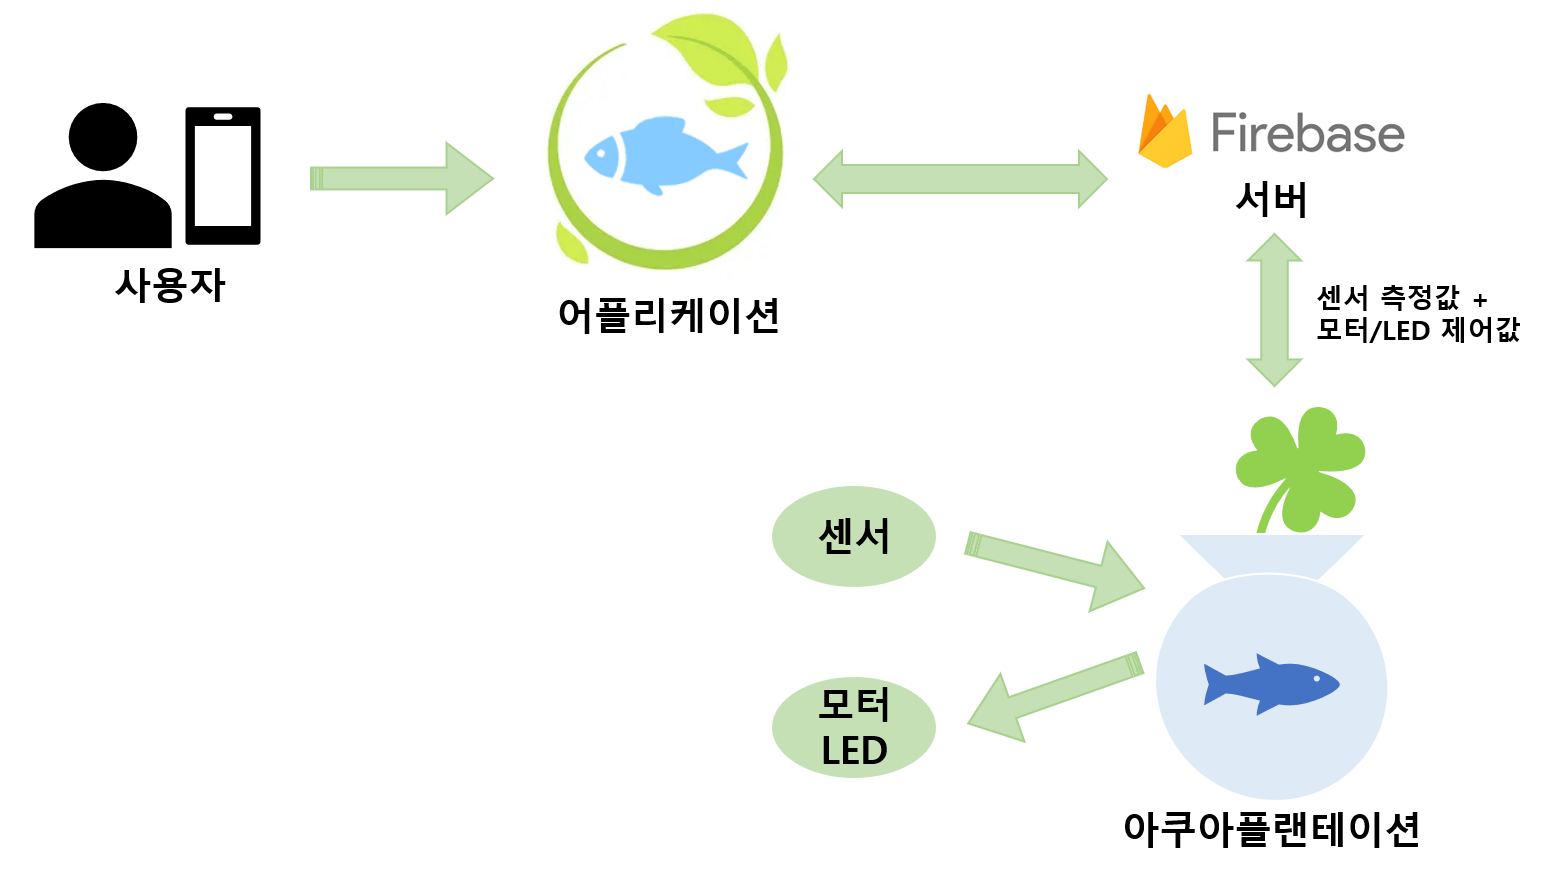 사용자
어플리케이션
Firebase
서버
센서 측정값 +
모터/LED 제어값
센서
모터
LED
아쿠아플랜테이션